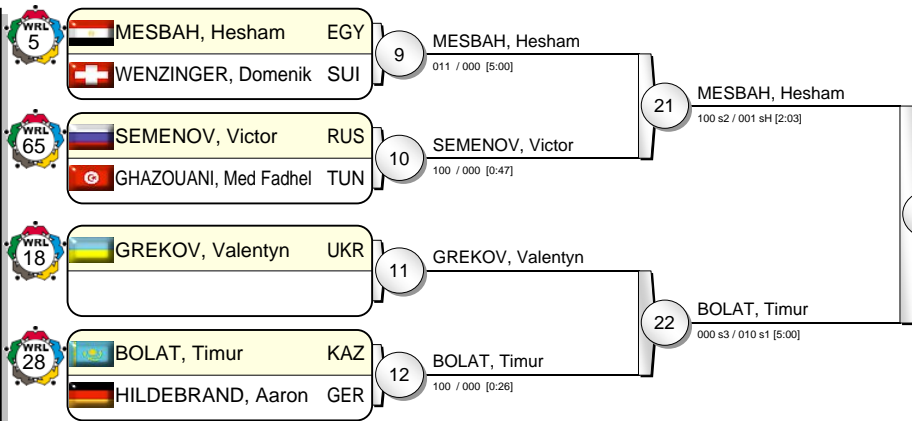 WRL
5
MESBAH, Hesham EGY
WENZINGER, Domenik SUI
9
MESBAH, Hesham
011 / 000 [5:00]
WRL
65
SEMENOV, Victor RUS
GHAZOUANI, Med Fadhel TUN
10
SEMENOV, Victor
100 / 000 [0:47]
21
MESBAH, Hesham
100 s2 / 001 sH [2:03]
WRL
18
GREKOV, Valentyn UKR
11
GREKOV, Valentyn
WRL
28
BOLAT, Timur KAZ
HILDEBRAND, Aaron GER
12
BOLAT, Timur
100 / 000 [0:26]
22
BOLAT, Timur
000 s3 / 010 s1 [5:00]